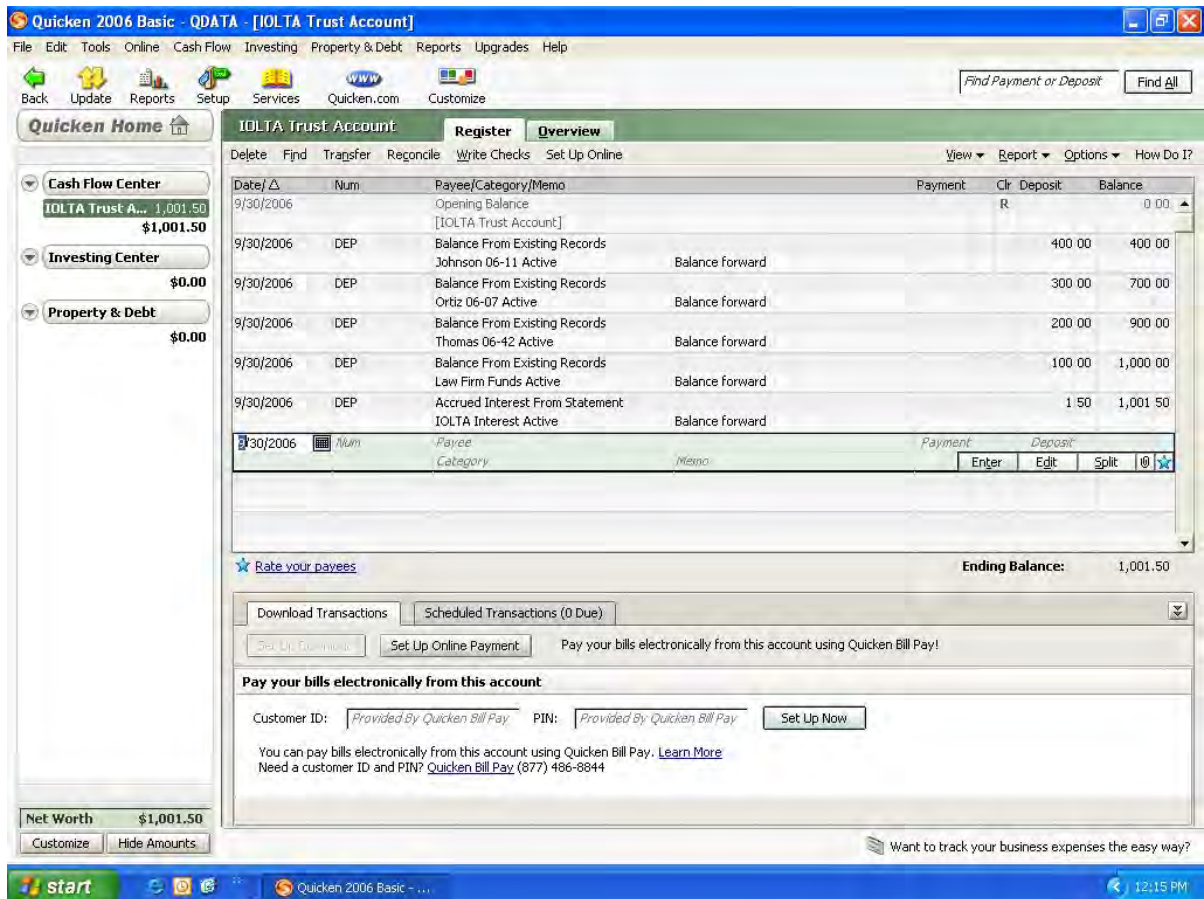 Quicken 2006 Basic - QDATA - [IOLTA Trust Account]
File Edit Tools Online Cash Flow Investing Property & Debt Reports Upgrades Help
Back Update Reports Setup Services Quicken.com Customize
www
Find Payment or Deposit Find All
Quicken Home
IOLTA Trust Account Register Overview
Delete Find Transfer Reconcile Write Checks Set Up Online View Report Options How Do I?
Cash Flow Center
IOLTA Trust A... 1,001.50
$1,001.50
Investing Center
$0.00
Property & Debt
$0.00
Date/ Num Payee/Category/Memo Payment Clr Deposit Balance
9/30/2006 Opening Balance R 0 00
[IOLTA Trust Account]
9/30/2006 DEP Balance From Existing Records 400 00 400 00
Johnson 06-11 Active Balance forward
9/30/2006 DEP Balance From Existing Records 300 00 700 00
Ortiz 06-07 Active Balance forward
9/30/2006 DEP Balance From Existing Records 200 00 900 00
Thomas 06-42 Active Balance forward
9/30/2006 DEP Balance From Existing Records 100 00 1,000 00
Law Firm Funds Active Balance forward
9/30/2006 DEP Accrued Interest From Statement 1 50 1,001 50
IOLTA Interest Active Balance forward
9/30/2006 Num Payee Payment Deposit
Category Memo Enter Edit Split
Rate your payees Ending Balance: 1,001.50
Download Transactions Scheduled Transactions (0 Due)
Set Up Download Set Up Online Payment Pay your bills electronically from this account using Quicken Bill Pay!
Pay your bills electronically from this account
Customer ID: Provided By Quicken Bill Pay PIN: Provided By Quicken Bill Pay Set Up Now
You can pay bills electronically from this account using Quicken Bill Pay. Learn More
Need a customer ID and PIN? Quicken Bill Pay (877) 486-8844
Net Worth $1,001.50
Customize Hide Amounts
Want to track your business expenses the easy way?
start Quicken 2006 Basic - ... 12:15 PM